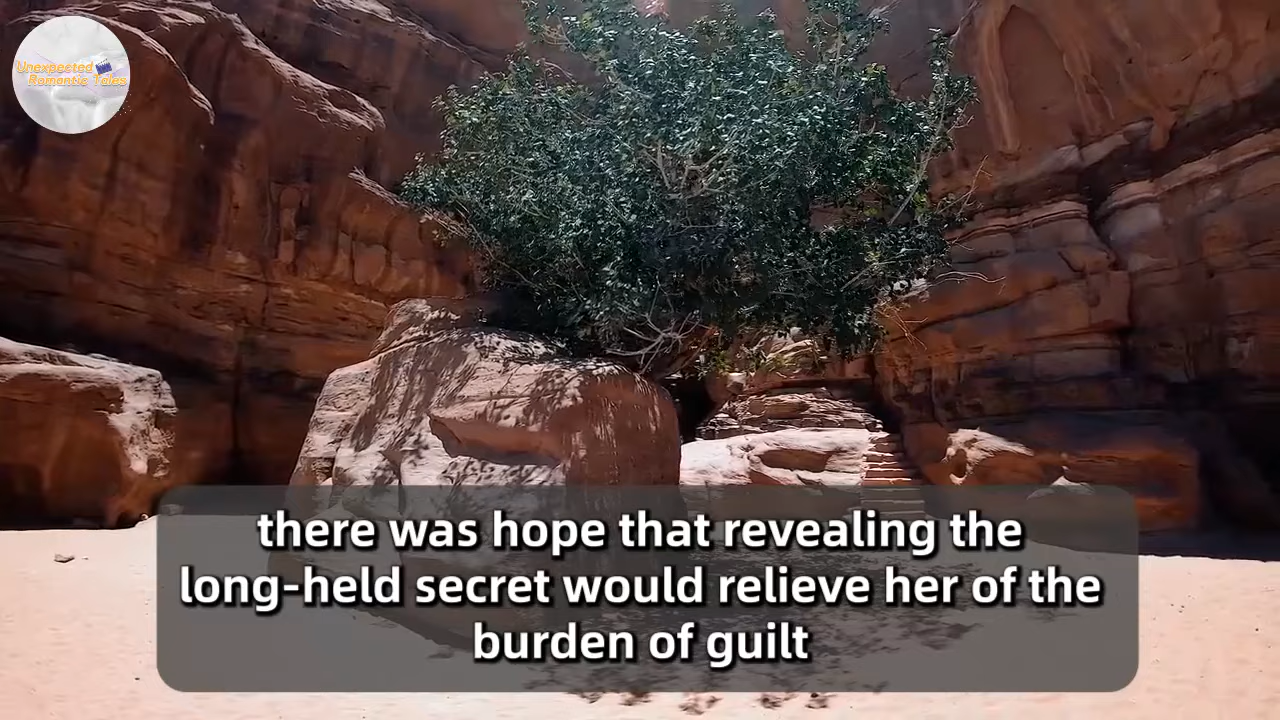 Unexpected
Romantic Tales
there was hope that revealing the
long-held secret would relieve her of the
burden of guilt